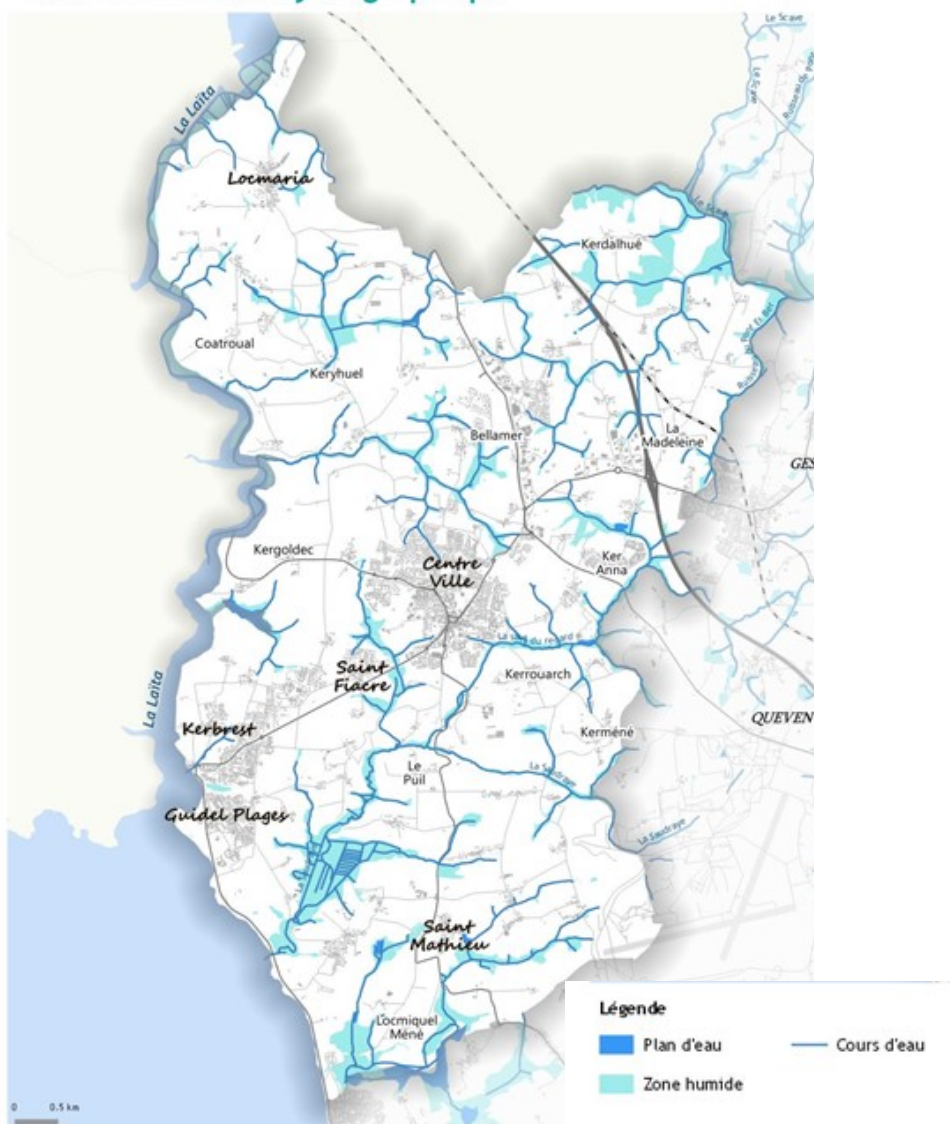 Le Scave
Le Scave
La Laïta
Locmaria
Kerdalhué
Coatroual
Keryhuel
Bellamer
La
Madeleine
GES
Kergoldec
Centre
Ville
Ker
Anna
Saint
Fiacre
Kerrouarch
La Laïta
Kerbrest
Kerméné
QUEVEN
Le
Puil
La Saudraye
Guidel Plages
La Saudraye
Saint
Mathieu
Locmiquel
Méné
Légende
Plan d'eau
Cours d'eau
Zone humide
0 0.5 km